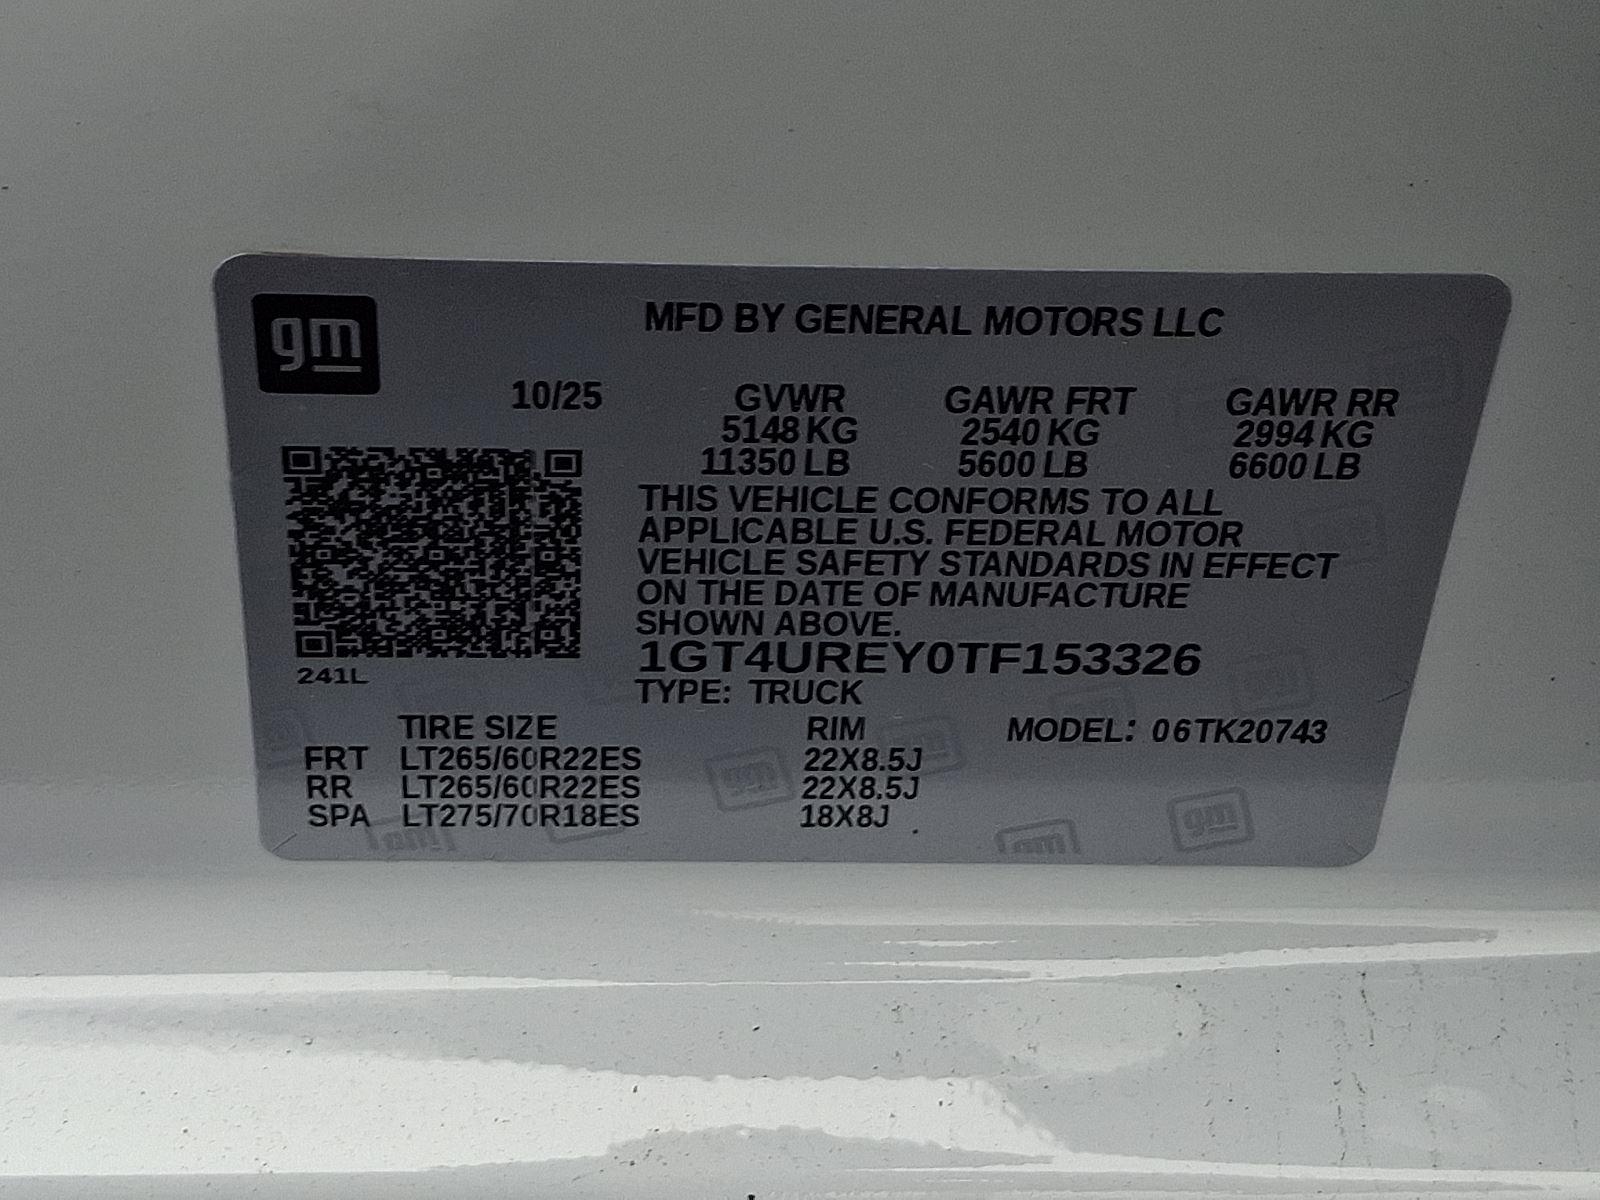 gm
MFD BY GENERAL MOTORS LLC
10/25
GVWR GAWR FRT GAWR RR
5148 KG 2540 KG 2994 KG
11350 LB 5600 LB 6600 LB
THIS VEHICLE CONFORMS TO ALL
APPLICABLE U.S. FEDERAL MOTOR
VEHICLE SAFETY STANDARDS IN EFFECT
ON THE DATE OF MANUFACTURE
SHOWN ABOVE.
1GT4UREY0TF153326
241L
TYPE: TRUCK
TIRE SIZE RIM MODEL: 06TK20743
FRT LT265/60R22ES 22X8.5J
RR LT265/60R22ES 22X8.5J
SPA LT275/70R18ES 18X8J